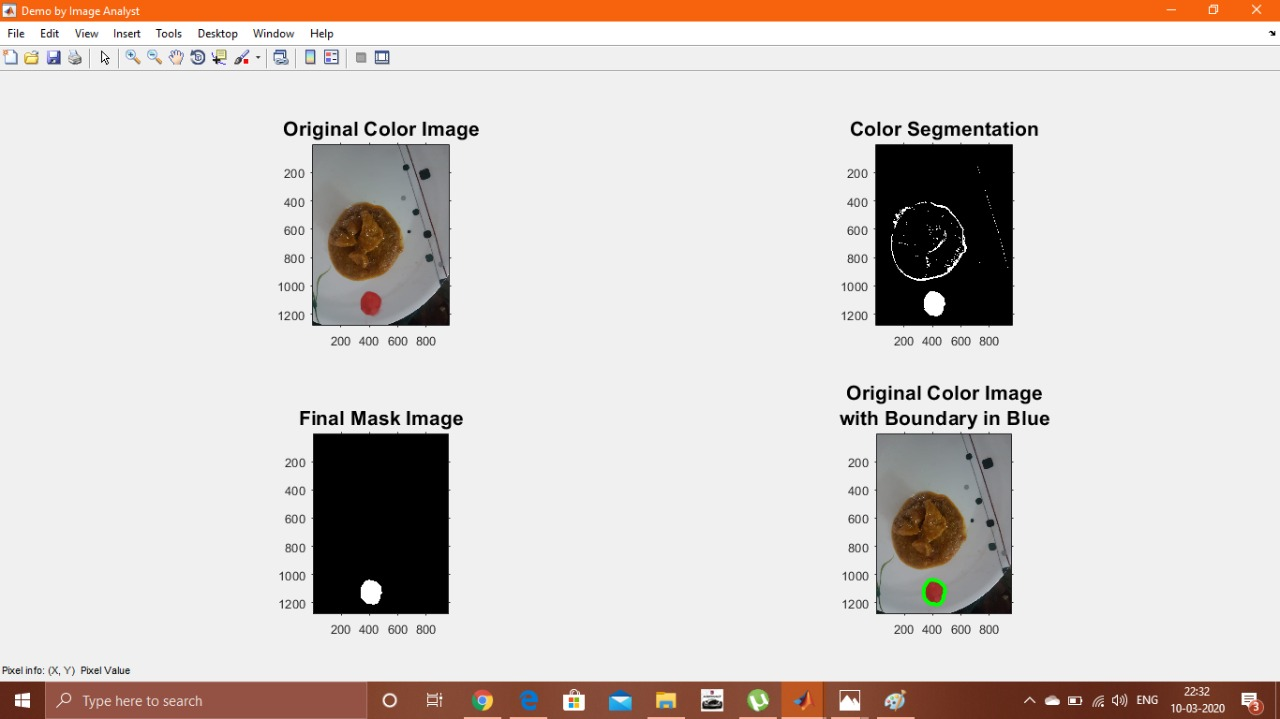 Demo by Image Analyst
File Edit View Insert Tools Desktop Window Help
Original Color Image
200
400
600
800
1000
1200
200 400 600 800
Color Segmentation
200
400
600
800
1000
1200
200 400 600 800
Final Mask Image
200
400
600
800
1000
1200
200 400 600 800
Original Color Image
with Boundary in Blue
200
400
600
800
1000
1200
200 400 600 800
Pixel info: (X, Y) Pixel Value
Type here to search
ENG
22:32
10-03-2020
3